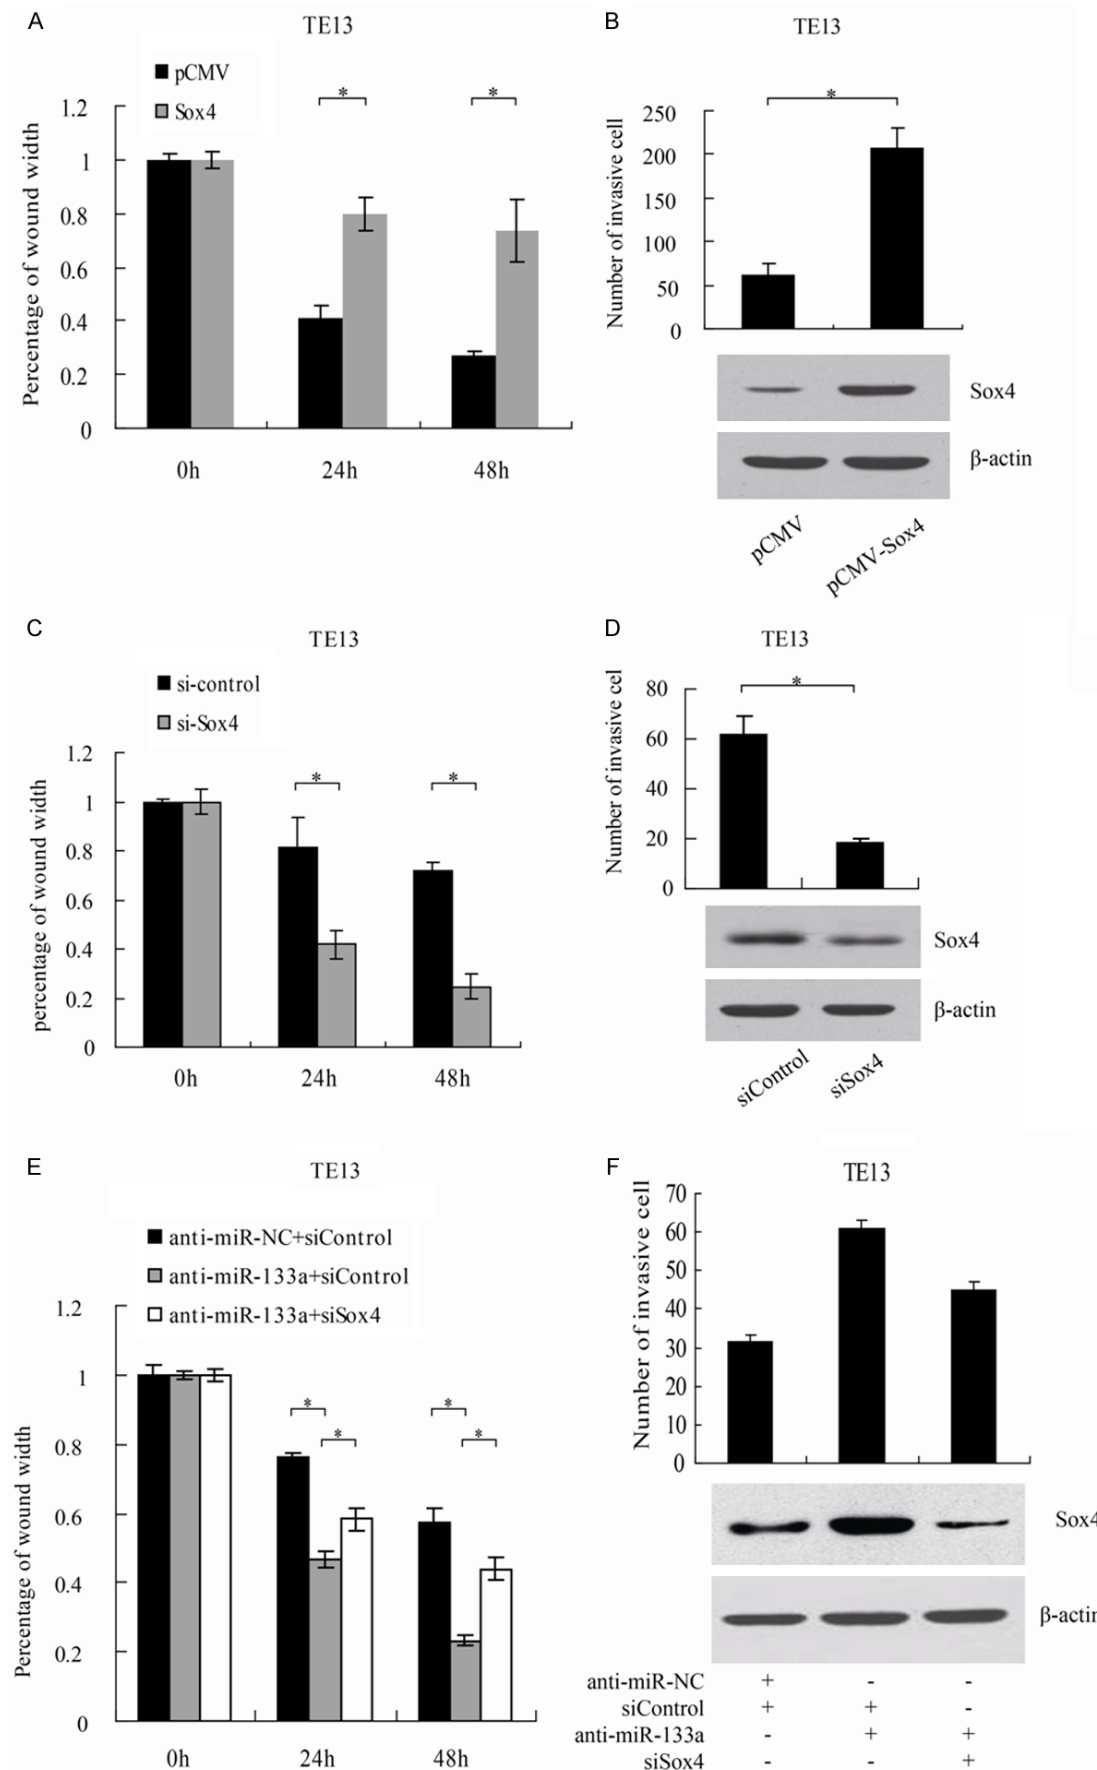 A
TE13
pCMV
Sox4
*
*
Percentage of wound width
1.2
1
0.8
0.6
0.4
0.2
0
0h
24h
48h
B
TE13
*
Number of invasive cell
250
200
150
100
50
0
Sox4
β-actin
pCMV
pCMV-Sox4
C
TE13
si-control
si-Sox4
*
*
percentage of wound width
1.2
1
0.8
0.6
0.4
0.2
0
0h
24h
48h
D
TE13
*
Number of invasive cel
80
60
40
20
0
Sox4
β-actin
siControl
siSox4
E
TE13
anti-miR-NC+siControl
anti-miR-133a+siControl
anti-miR-133a+siSox4
*
*
*
*
Percentage of wound width
1.2
1
0.8
0.6
0.4
0.2
0
0h
24h
48h
F
TE13
Number of invasive cell
70
60
50
40
30
20
10
0
Sox4
β-actin
anti-miR-NC + - -
siControl + + -
anti-miR-133a - + +
siSox4 - - +